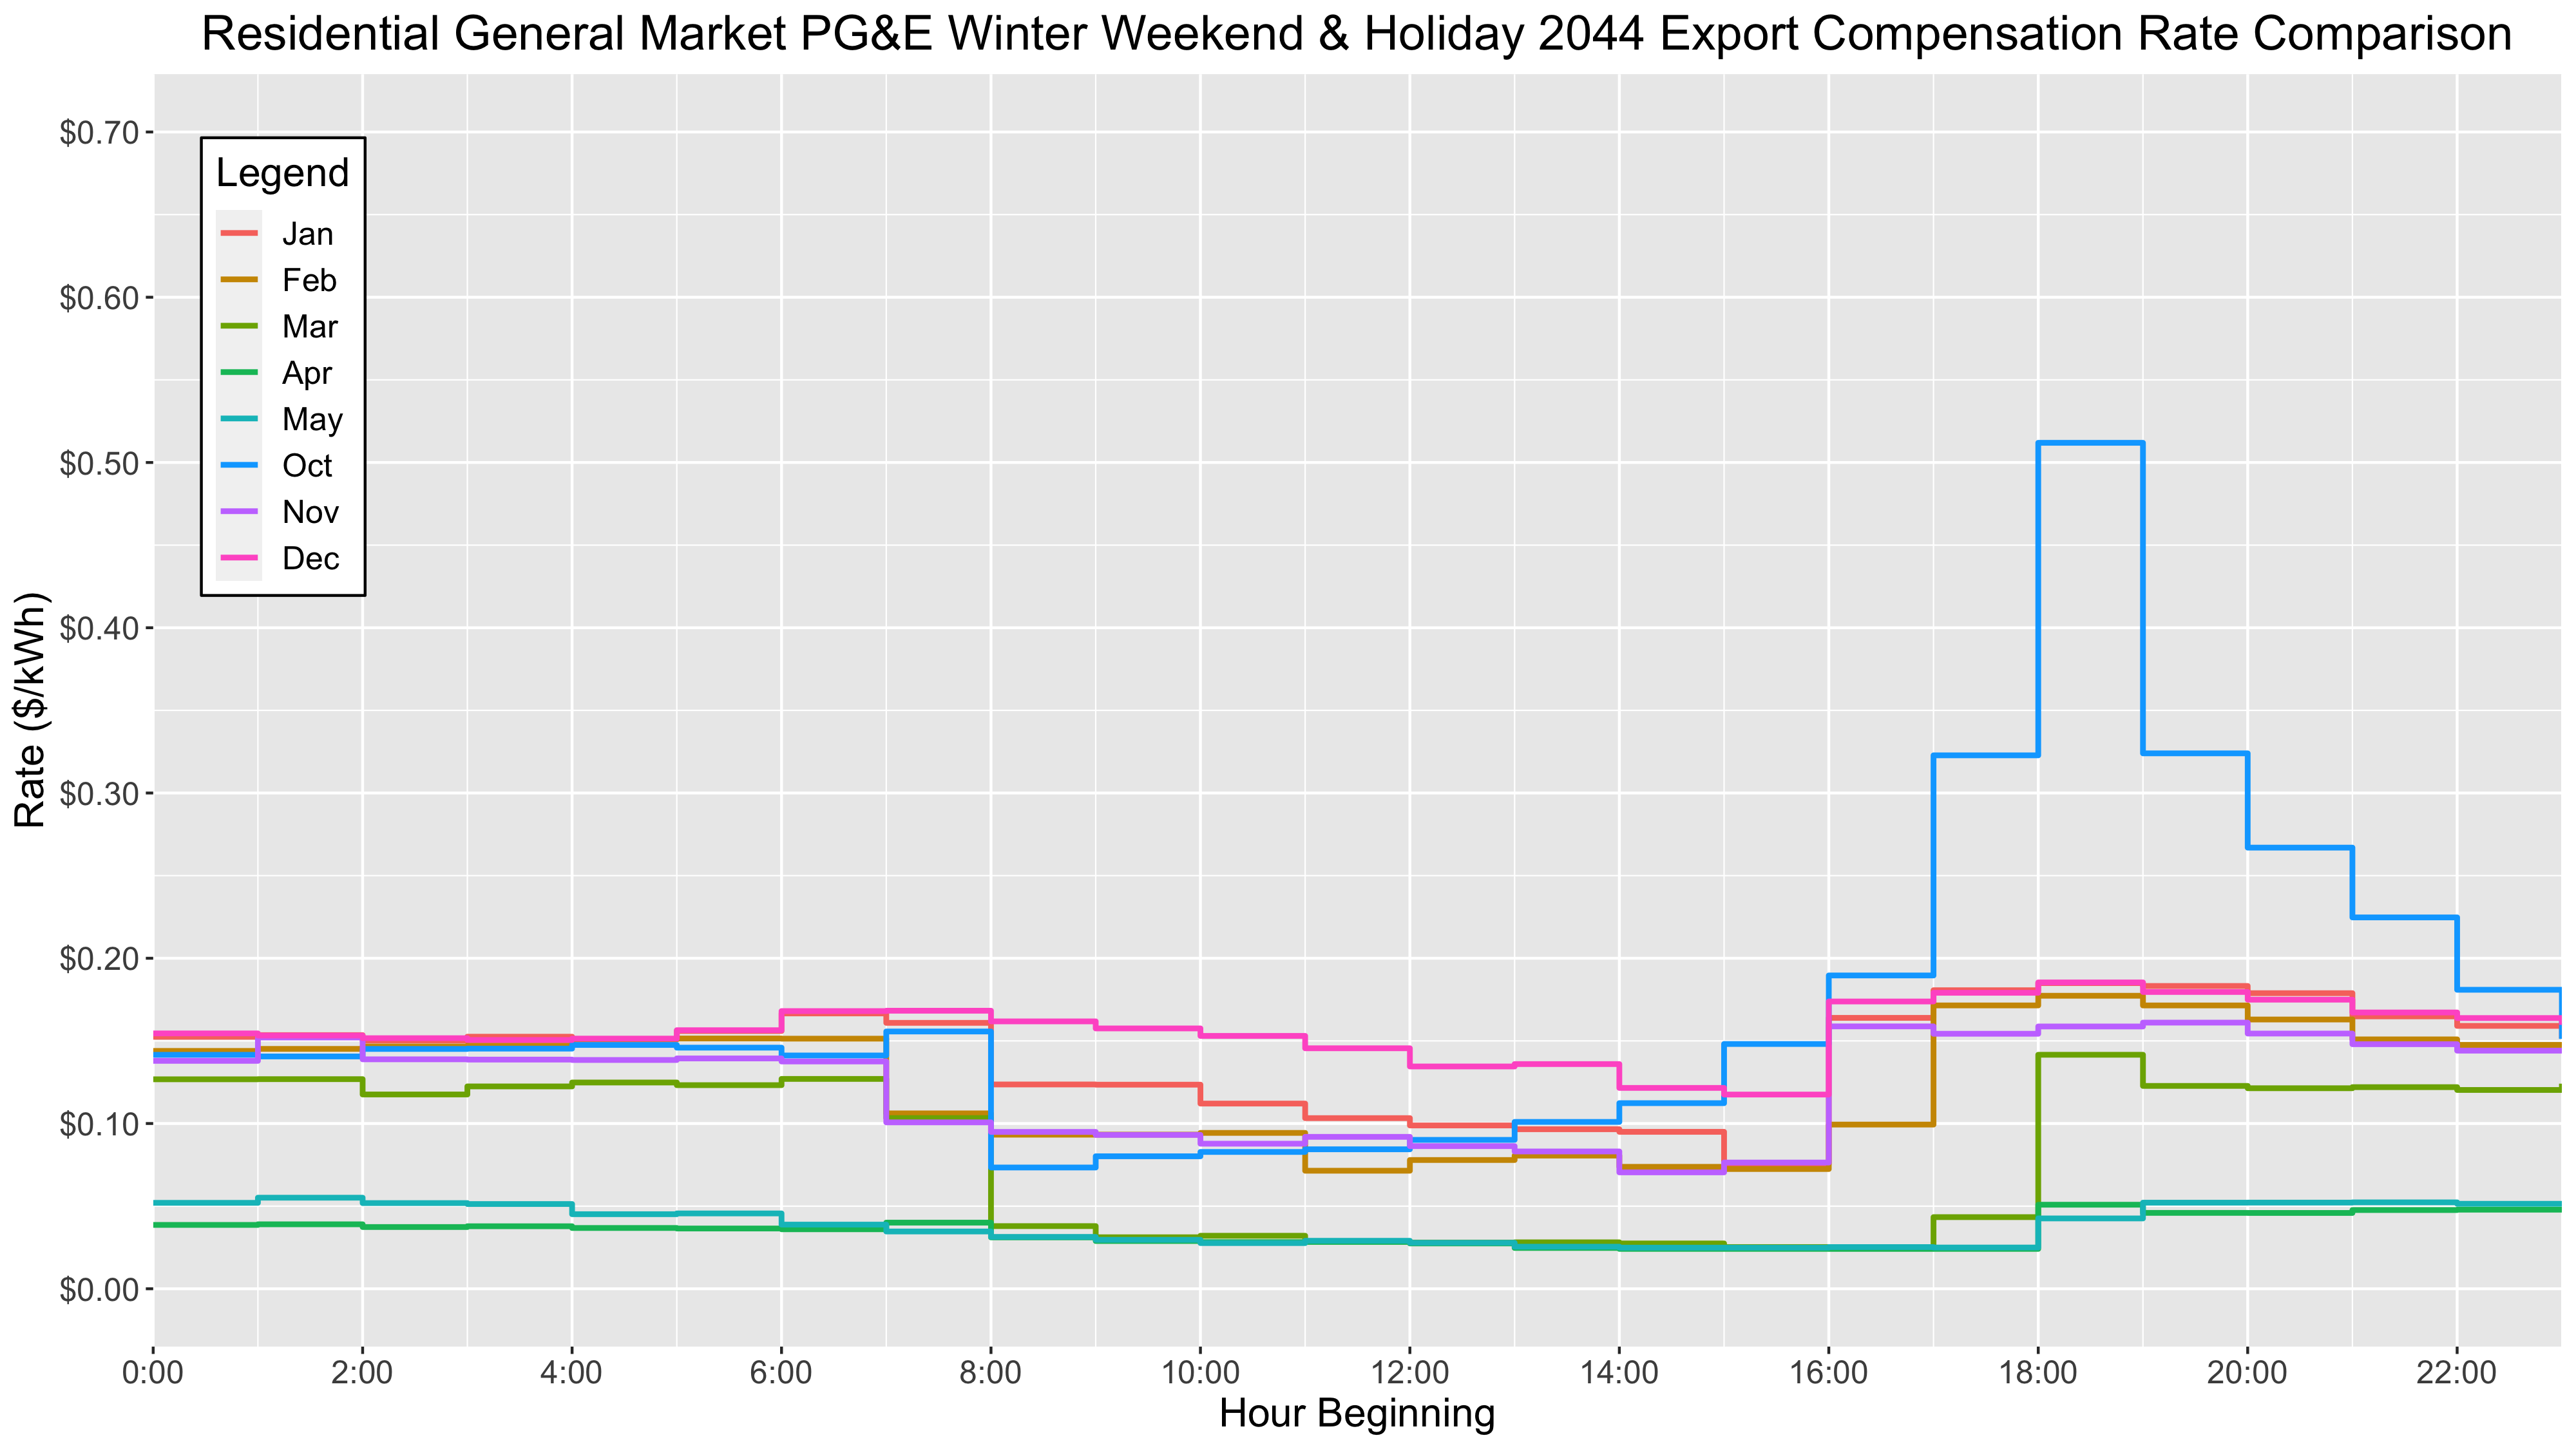 Residential General Market PG&E Winter Weekend & Holiday 2044 Export Compensation Rate Comparison
$0.70
$0.60
$0.50
$0.40
$0.30
$0.20
$0.10
$0.00
Rate ($/kWh)
Legend
Jan
Feb
Mar
Apr
May
Oct
Nov
Dec
0:00 2:00 4:00 6:00 8:00 10:00 12:00 14:00 16:00 18:00 20:00 22:00
Hour Beginning